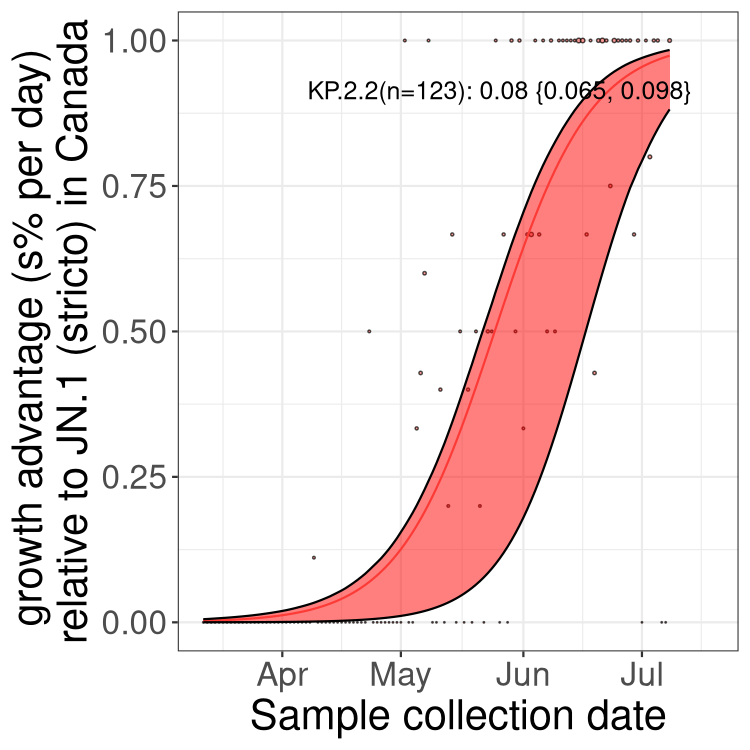 growth advantage (s% per day)
relative to JN.1 (stricto) in Canada
1.00
0.75
0.50
0.25
0.00
KP.2.2(n=123): 0.08 {0.065, 0.098}
Apr May Jun Jul
Sample collection date